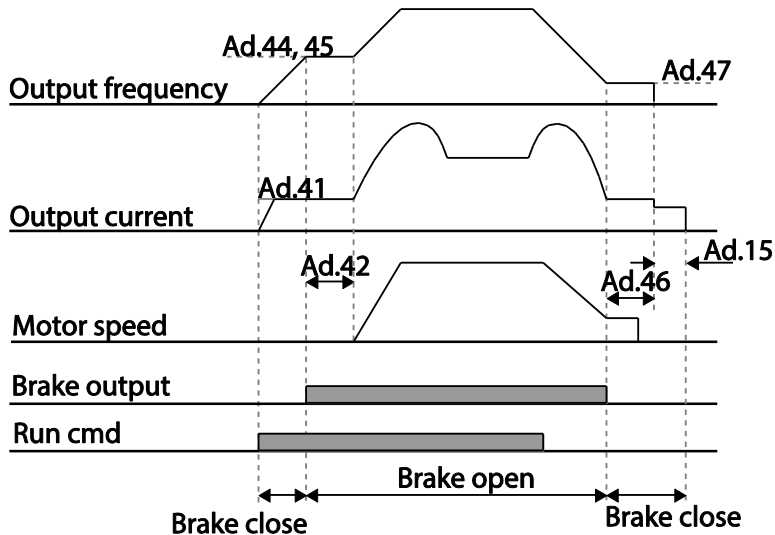 Ad.44, 45
Ad.47
Output frequency
Ad.41
Output current
Ad.15
Ad.42
Ad.46
Motor speed
Brake output
Run cmd
Brake open
Brake close
Brake close